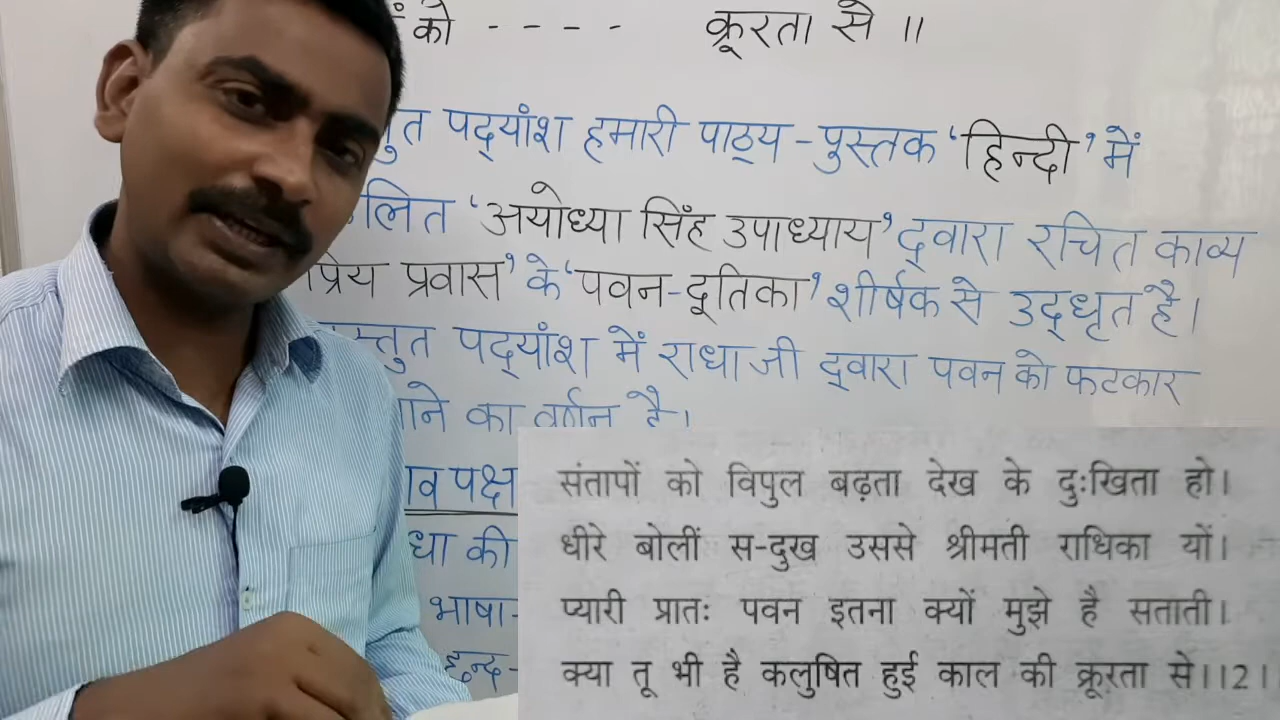 को - - - - क्रूरता से ॥
पद्यांश हमारी पाठ्य-पुस्तक 'हिन्दी' में
'अयोध्या सिंह उपाध्याय' द्वारा रचित काव्य
प्रिय प्रवास' के 'पवन-दूतिका' शीर्षक से उद्धृत है।
पद्यांश में राधा जी द्वारा पवन को फटकार
का वर्णन है।
पक्ष
की
भाषा-
छन्द-
संतापों को विपुल बढ़ता देख के दुःखिता हो।
धीरे बोलीं स-दुख उससे श्रीमती राधिका यों।
प्यारी प्रातः पवन इतना क्यों मुझे है सताती।
क्या तू भी है कलुषित हुई काल की क्रूरता से।।2।